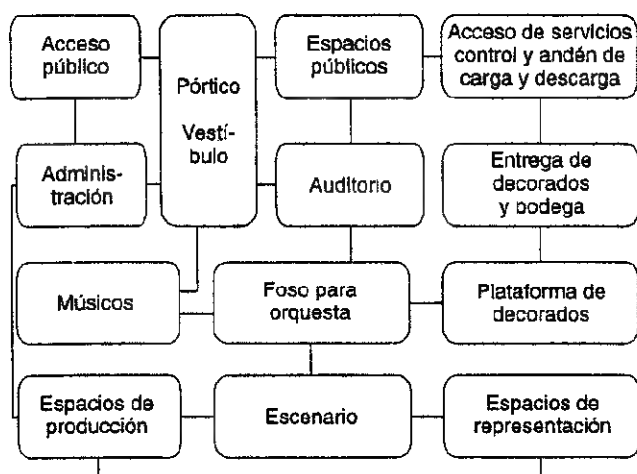 Acceso
público
Pórtico
Vestí-
bulo
Espacios
públicos
Acceso de servicios
control y andén de
carga y descarga
Adminis-
tración
Auditorio
Entrega de
decorados
y bodega
Músicos
Foso para
orquesta
Plataforma de
decorados
Espacios de
producción
Escenario
Espacios de
representación